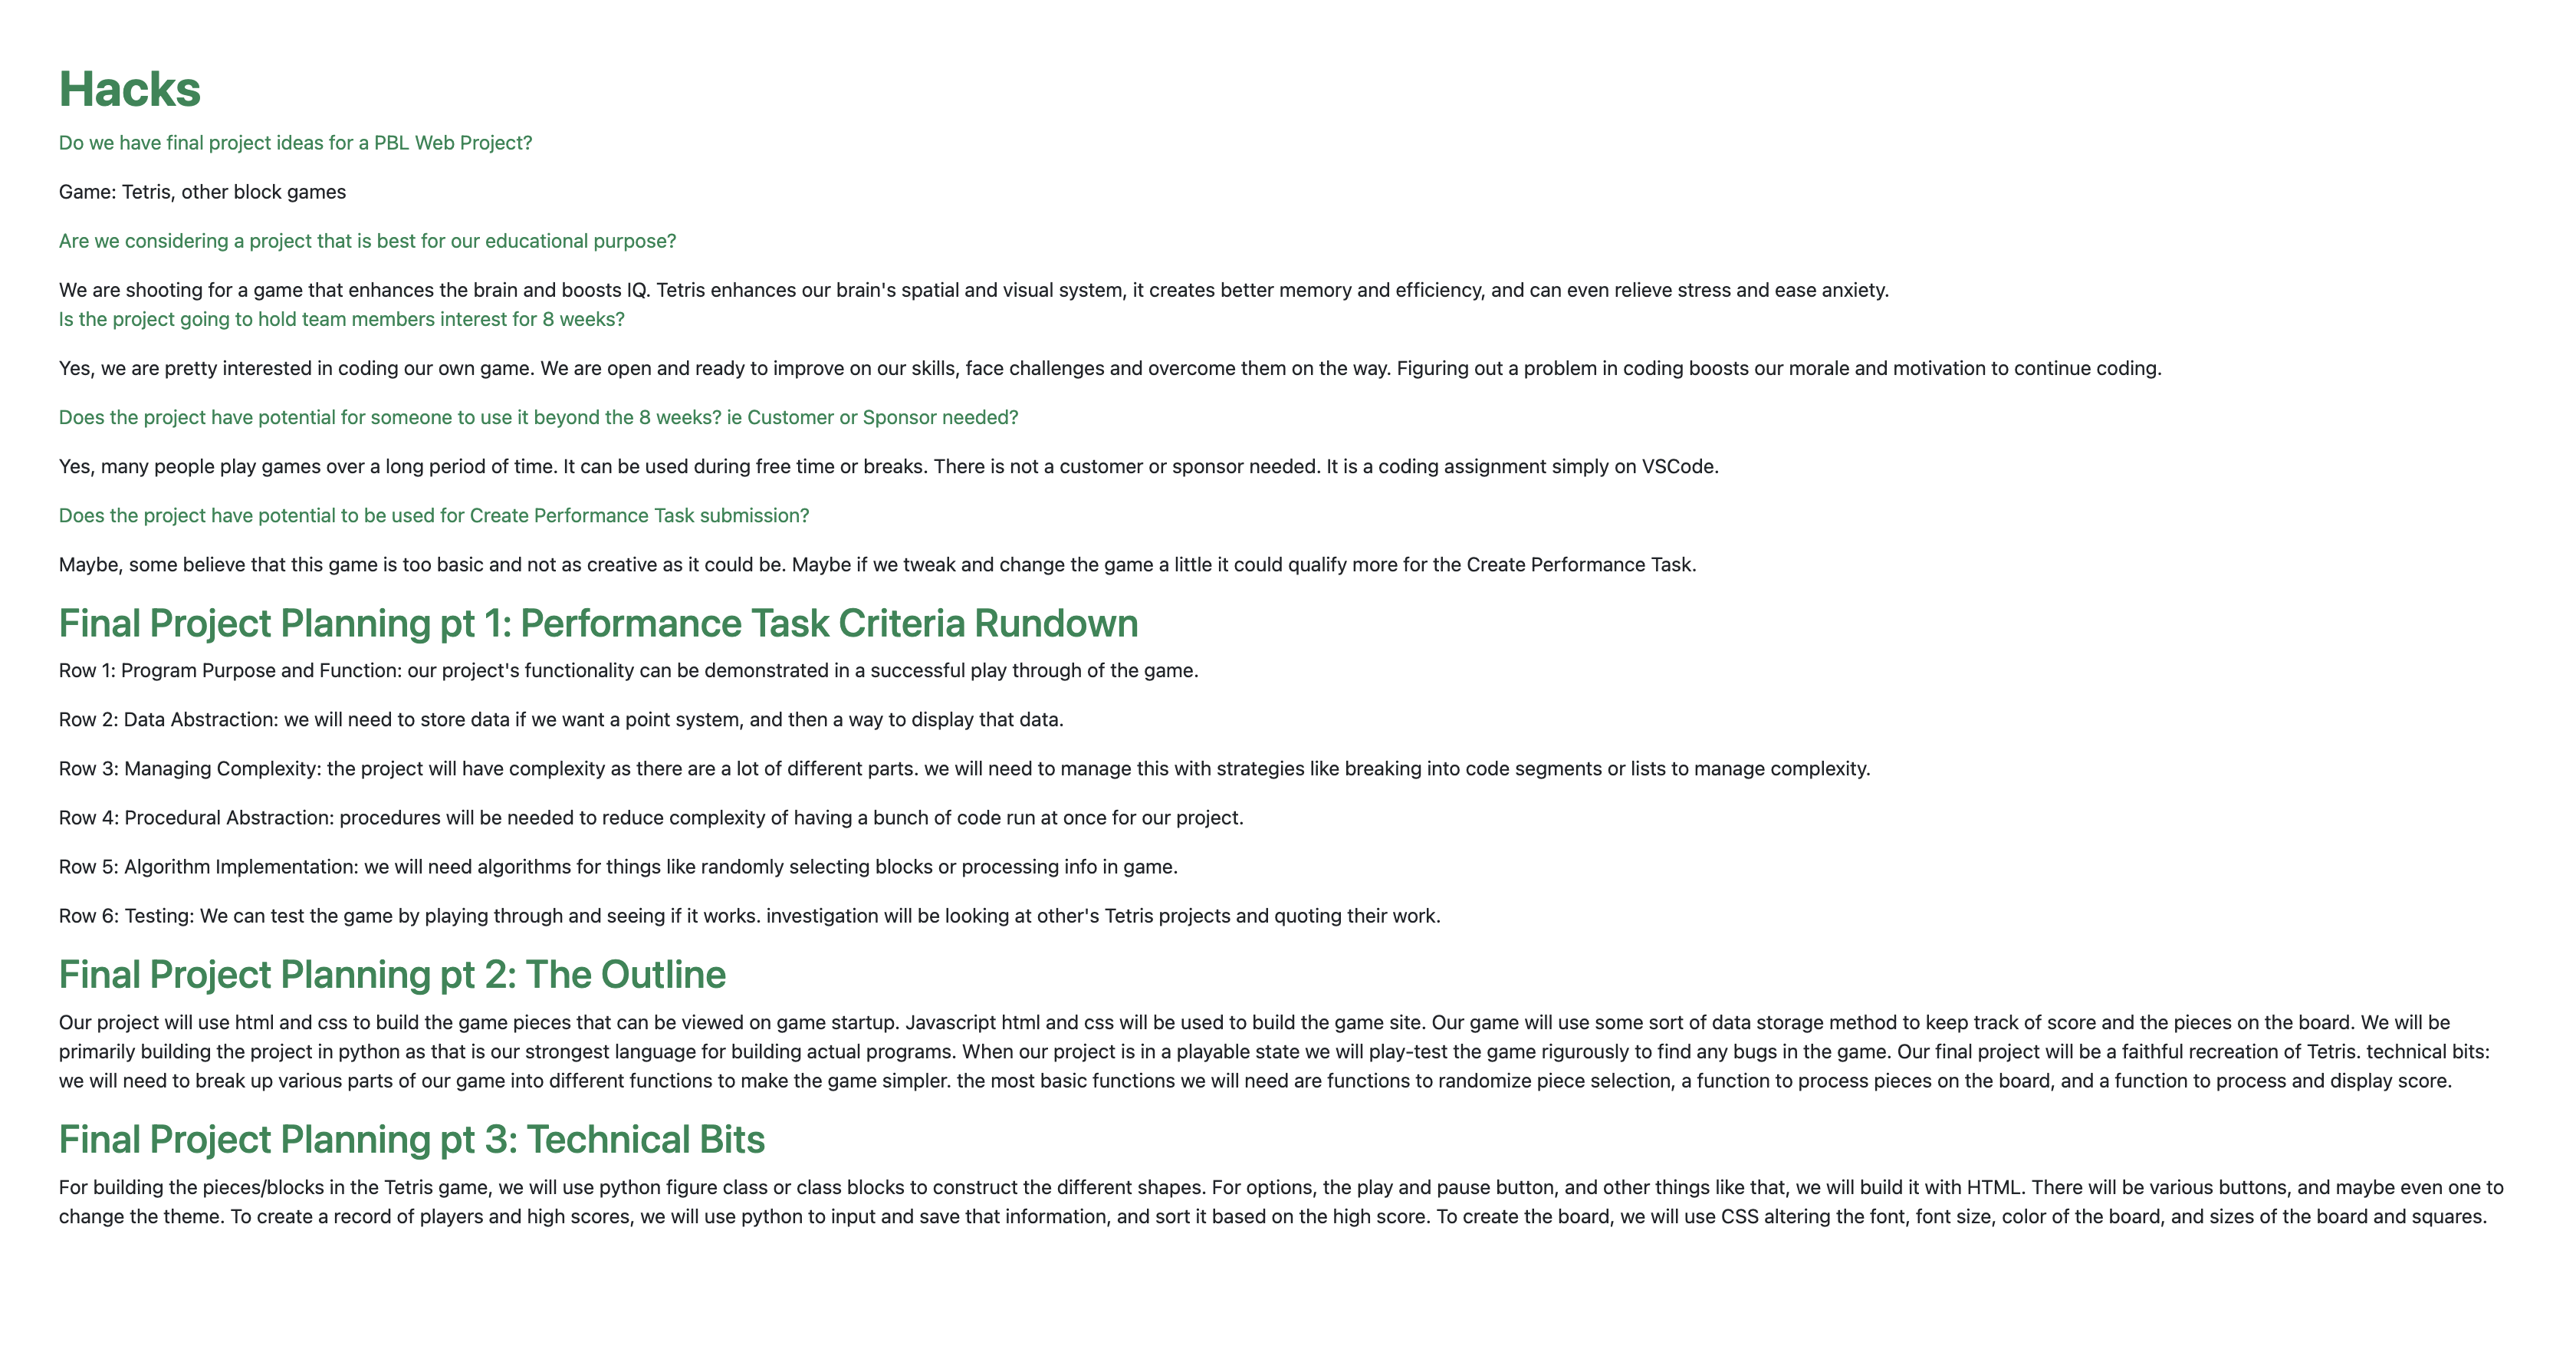 Hacks
Do we have final project ideas for a PBL Web Project?
Game: Tetris, other block games
Are we considering a project that is best for our educational purpose?
We are shooting for a game that enhances the brain and boosts IQ. Tetris enhances our brain's spatial and visual system, it creates better memory and efficiency, and can even relieve stress and ease anxiety.
Is the project going to hold team members interest for 8 weeks?
Yes, we are pretty interested in coding our own game. We are open and ready to improve on our skills, face challenges and overcome them on the way. Figuring out a problem in coding boosts our morale and motivation to continue coding.
Does the project have potential for someone to use it beyond the 8 weeks? ie Customer or Sponsor needed?
Yes, many people play games over a long period of time. It can be used during free time or breaks. There is not a customer or sponsor needed. It is a coding assignment simply on VSCode.
Does the project have potential to be used for Create Performance Task submission?
Maybe, some believe that this game is too basic and not as creative as it could be. Maybe if we tweak and change the game a little it could qualify more for the Create Performance Task.
Final Project Planning pt 1: Performance Task Criteria Rundown
Row 1: Program Purpose and Function: our project's functionality can be demonstrated in a successful play through of the game.
Row 2: Data Abstraction: we will need to store data if we want a point system, and then a way to display that data.
Row 3: Managing Complexity: the project will have complexity as there are a lot of different parts. we will need to manage this with strategies like breaking into code segments or lists to manage complexity.
Row 4: Procedural Abstraction: procedures will be needed to reduce complexity of having a bunch of code run at once for our project.
Row 5: Algorithm Implementation: we will need algorithms for things like randomly selecting blocks or processing info in game.
Row 6: Testing: We can test the game by playing through and seeing if it works. investigation will be looking at other's Tetris projects and quoting their work.
Final Project Planning pt 2: The Outline
Our project will use html and css to build the game pieces that can be viewed on game startup. Javascript html and css will be used to build the game site. Our game will use some sort of data storage method to keep track of score and the pieces on the board. We will be
primarily building the project in python as that is our strongest language for building actual programs. When our project is in a playable state we will play-test the game rigurously to find any bugs in the game. Our final project will be a faithful recreation of Tetris. technical bits:
we will need to break up various parts of our game into different functions to make the game simpler. the most basic functions we will need are functions to randomize piece selection, a function to process pieces on the board, and a function to process and display score.
Final Project Planning pt 3: Technical Bits
For building the pieces/blocks in the Tetris game, we will use python figure class or class blocks to construct the different shapes. For options, the play and pause button, and other things like that, we will build it with HTML. There will be various buttons, and maybe even one to
change the theme. To create a record of players and high scores, we will use python to input and save that information, and sort it based on the high score. To create the board, we will use CSS altering the font, font size, color of the board, and sizes of the board and squares.